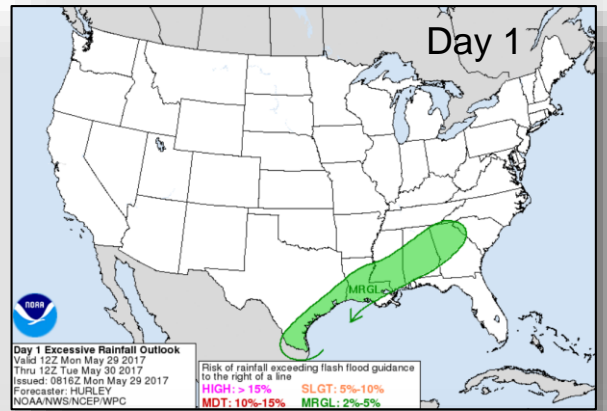 Day 1
MRGL
NOAA
Day 1 Excessive Rainfall Outlook
Valid 12Z Mon May 29 2017
Thru 12Z Tue May 30 2017
Issued: 0816Z Mon May 29 2017
Forecaster: HURLEY
NOAA/NWS/NCEP/WPC
Risk of rainfall exceeding flash flood guidance
to the right of a line
HIGH: > 15% SLGT: 5%-10%
MDT: 10%-15% MRGL: 2%-5%